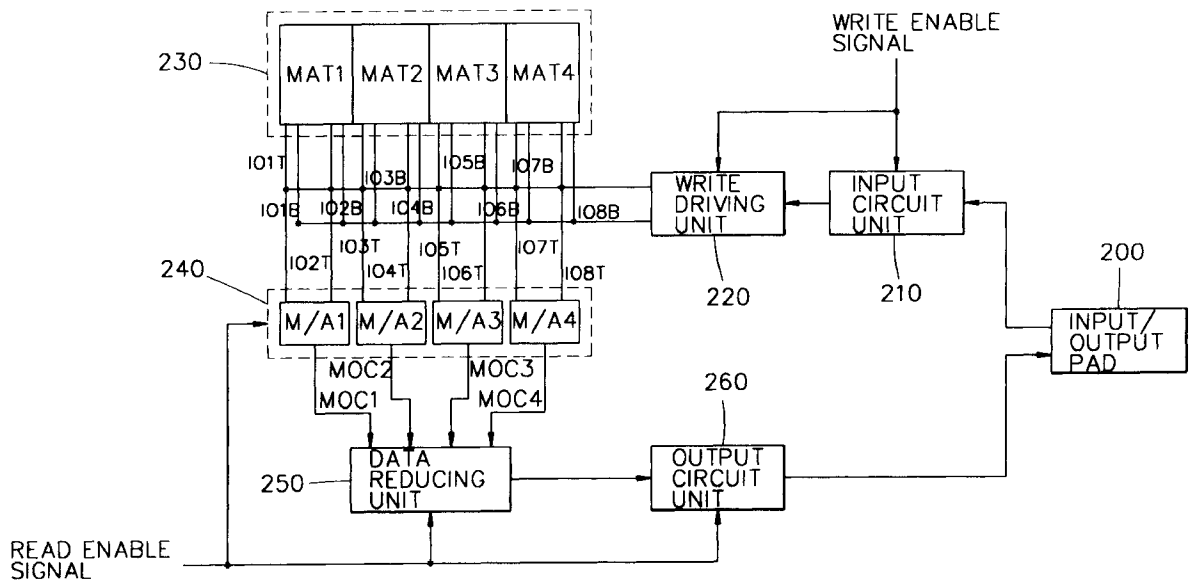 WRITE ENABLE
SIGNAL
230
MAT1 MAT2 MAT3 MAT4
IO1T
IO3B
IO5B
IO7B
IO1B
IO2B
IO4B
IO6B
IO8B
IO2T
IO3T
IO4T
IO5T
IO6T
IO7T
IO8T
WRITE
DRIVING
UNIT
220
INPUT
CIRCUIT
UNIT
210
200
INPUT/
OUTPUT
PAD
240
M/A1 M/A2 M/A3 M/A4
MOC2
MOC3
MOC1
MOC4
260
250
DATA
REDUCING
UNIT
OUTPUT
CIRCUIT
UNIT
READ ENABLE
SIGNAL